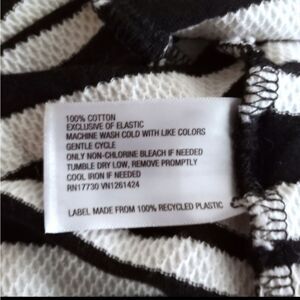 100% COTTON
EXCLUSIVE OF ELASTIC
MACHINE WASH COLD WITH LIKE COLORS
GENTLE CYCLE
ONLY NON-CHLORINE BLEACH IF NEEDED
TUMBLE DRY LOW, REMOVE PROMPTLY
COOL IRON IF NEEDED
RN17730 VN1261424
LABEL MADE FROM 100% RECYCLED PLASTIC